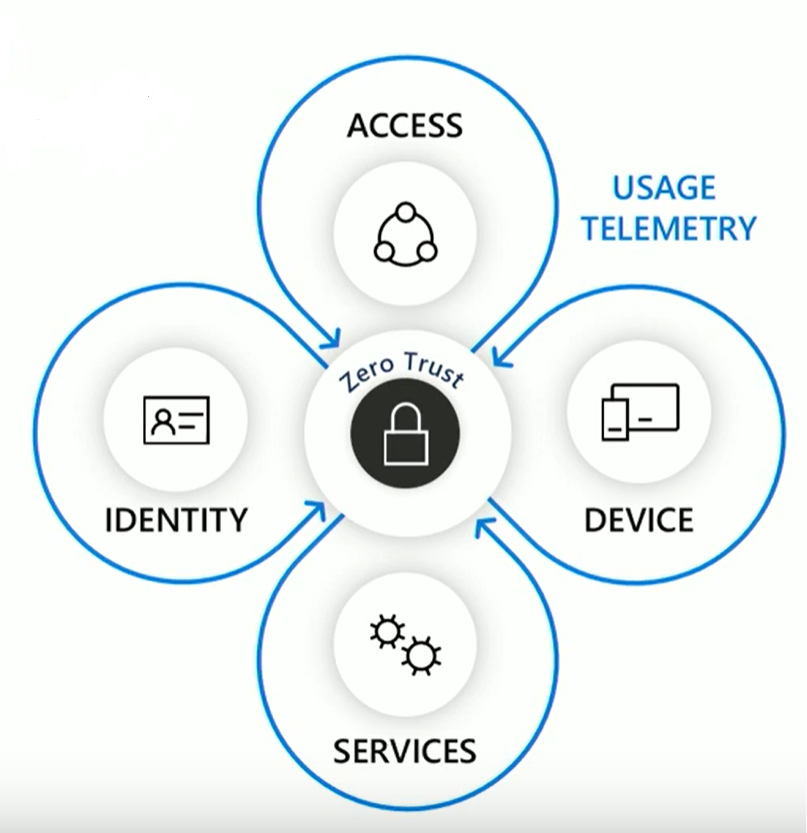 ACCESS
USAGE
TELEMETRY
Zero Trust
IDENTITY
DEVICE
SERVICES